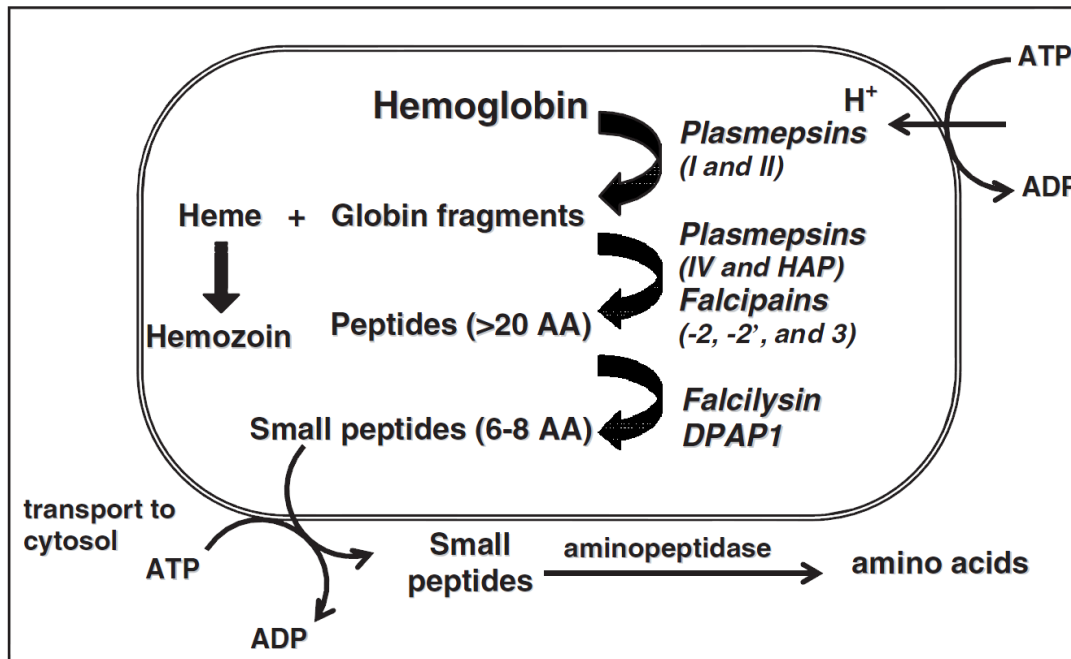 ATP
H+
Hemoglobin
Plasmepsins
(I and II)
ADP
Heme + Globin fragments
Plasmepsins
(IV and HAP)
Falcipains
(-2, -2’, and 3)
Hemozoin
Peptides (>20 AA)
Falcilysin
DPAP1
Small peptides (6-8 AA)
transport to
cytosol
ATP
ADP
Small
peptides
aminopeptidase
amino acids